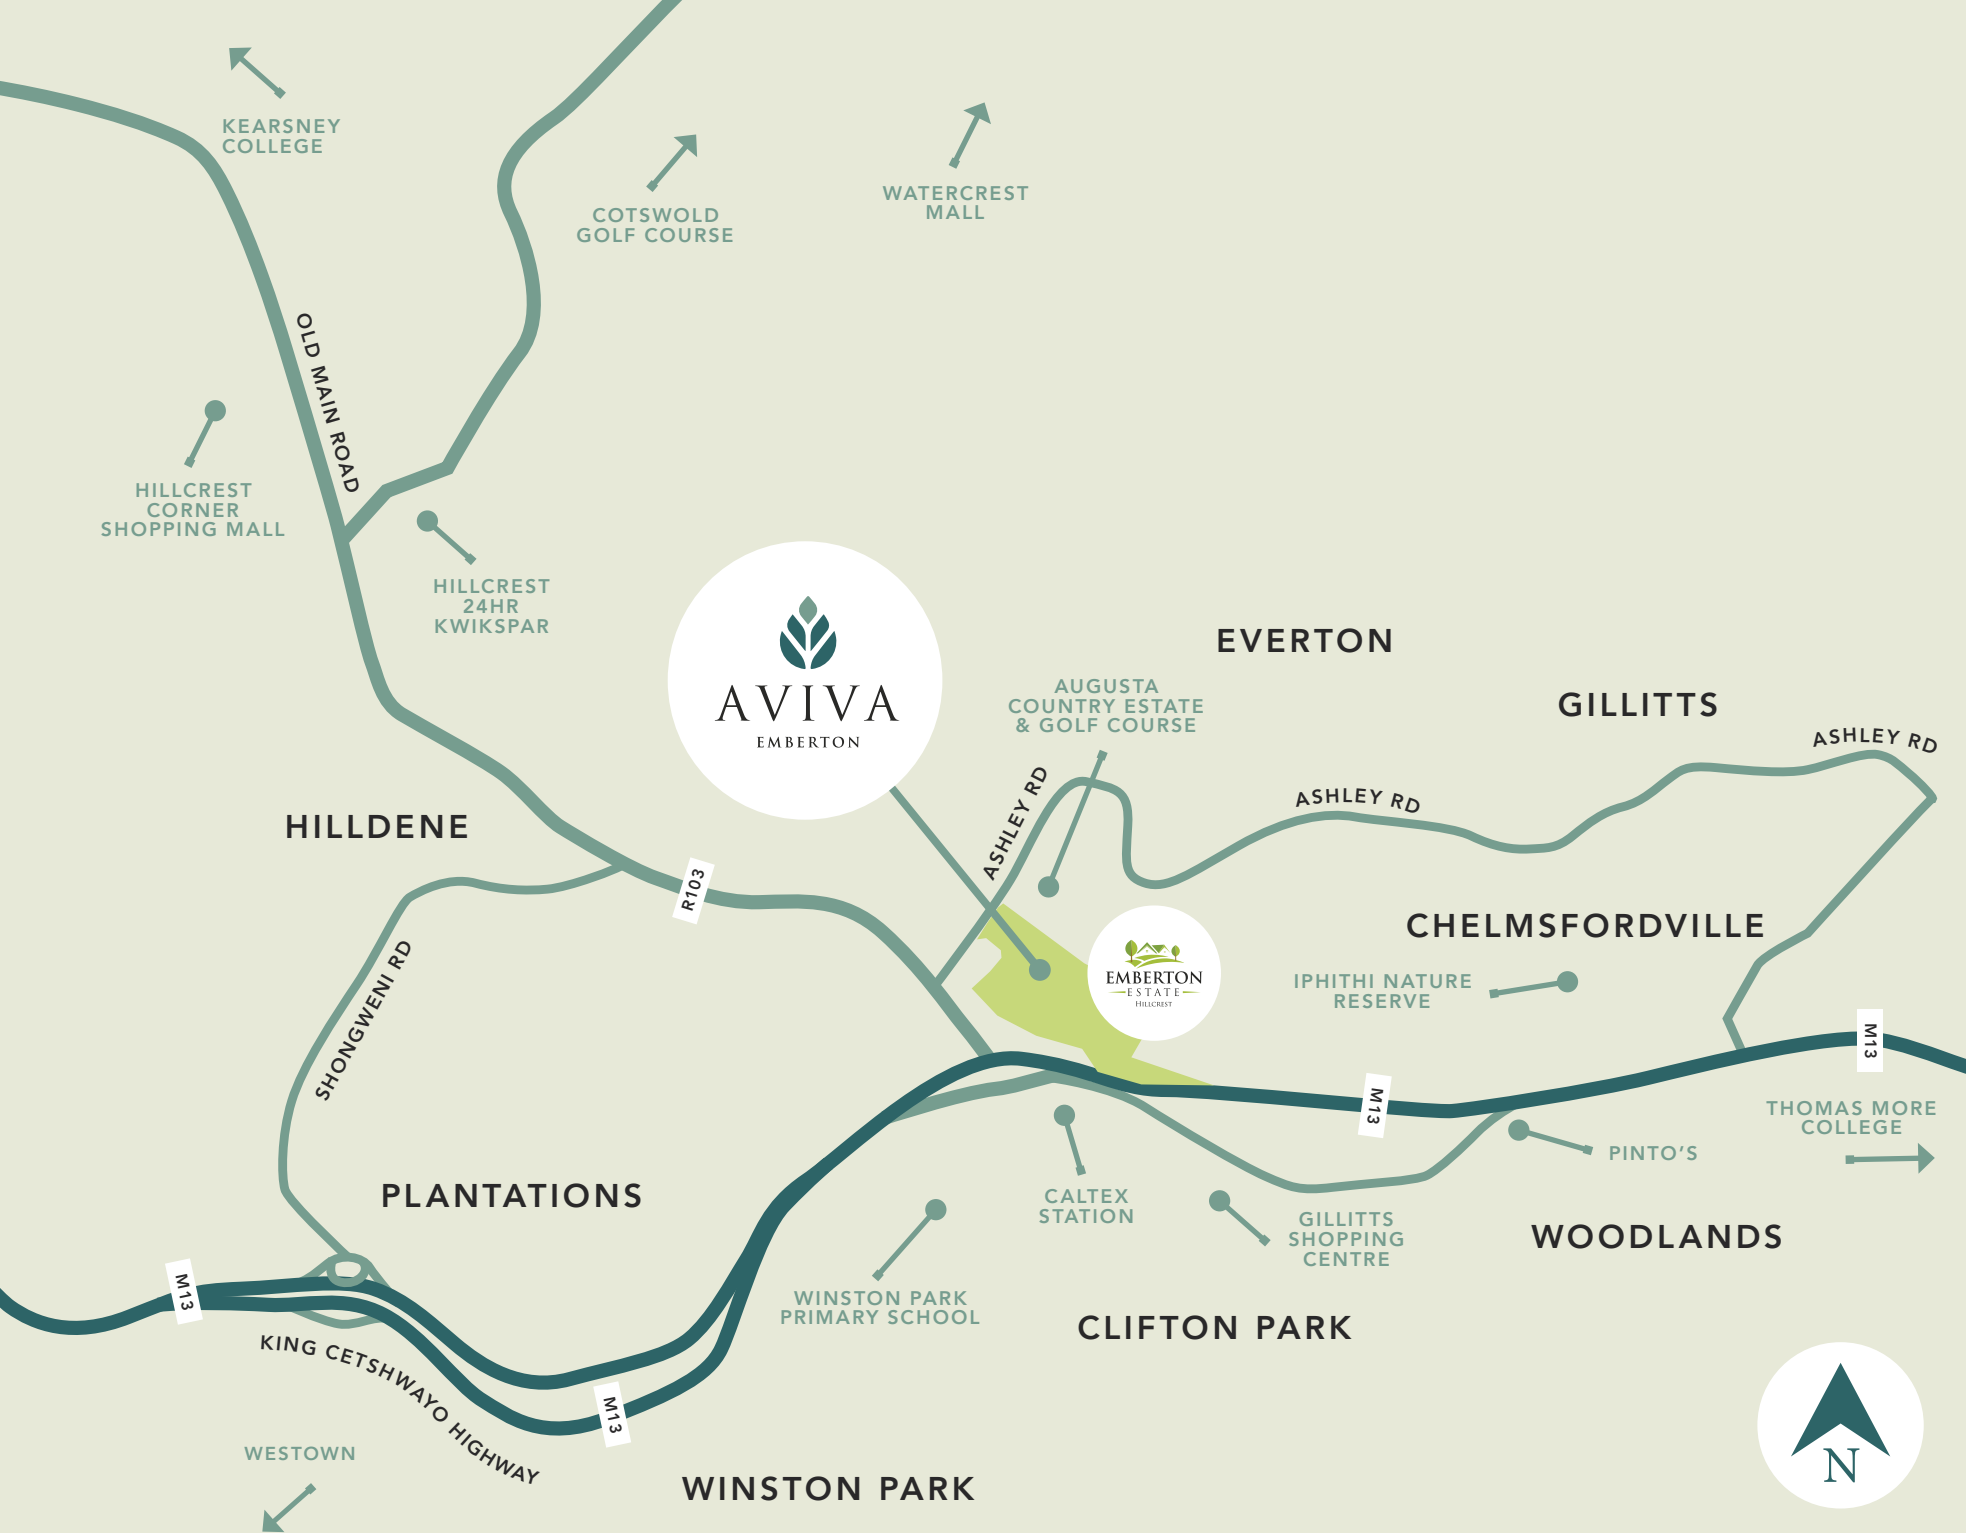 KEARSNEY
COLLEGE
COTSWOLD
GOLF COURSE
WATERCREST
MALL
OLD MAIN ROAD
HILLCREST
CORNER
SHOPPING MALL
HILLCREST
24HR
KWIKSPAR
AVIVA
EMBERTON
EVERTON
AUGUSTA
COUNTRY ESTATE
& GOLF COURSE
GILLITTS
ASHLEY RD
ASHLEY RD
ASHLEY RD
HILLDENE
R103
CHELMSFORDVILLE
EMBERTON
ESTATE
HILLCREST
IPHITHI NATURE
RESERVE
SHONGWENI RD
M13
M13
THOMAS MORE
COLLEGE
PINTO'S
PLANTATIONS
CALTEX
STATION
GILLITTS
SHOPPING
CENTRE
WOODLANDS
M13
WINSTON PARK
PRIMARY SCHOOL
CLIFTON PARK
KING CETSHWAYO HIGHWAY
M13
WESTOWN
WINSTON PARK
N